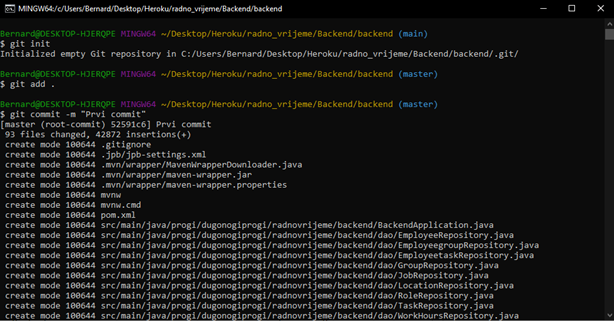 MINGW64:/c/Users/Bernard/Desktop/Heroku/radno_vrijeme/Backend/backend
Bernard@DESKTOP-HJERQPE MINGW64 ~/Desktop/Heroku/radno_vrijeme/Backend/backend (main)
$ git init
Initialized empty Git repository in C:/Users/Bernard/Desktop/Heroku/radno_vrijeme/Backend/backend/.git/
Bernard@DESKTOP-HJERQPE MINGW64 ~/Desktop/Heroku/radno_vrijeme/Backend/backend (master)
$ git add .
Bernard@DESKTOP-HJERQPE MINGW64 ~/Desktop/Heroku/radno_vrijeme/Backend/backend (master)
$ git commit -m "Prvi commit"
[master (root-commit) 52591c6] Prvi commit
93 files changed, 42872 insertions(+)
create mode 100644 .gitignore
create mode 100644 .jpb/jpb-settings.xml
create mode 100644 .mvn/wrapper/MavenWrapperDownloader.java
create mode 100644 .mvn/wrapper/maven-wrapper.jar
create mode 100644 .mvn/wrapper/maven-wrapper.properties
create mode 100644 mvnw
create mode 100644 mvnw.cmd
create mode 100644 pom.xml
create mode 100644 src/main/java/progi/dugonogiprogi/radnovrijeme/backend/BackendApplication.java
create mode 100644 src/main/java/progi/dugonogiprogi/radnovrijeme/backend/dao/EmployeeRepository.java
create mode 100644 src/main/java/progi/dugonogiprogi/radnovrijeme/backend/dao/EmployeegroupRepository.java
create mode 100644 src/main/java/progi/dugonogiprogi/radnovrijeme/backend/dao/EmployeetaskRepository.java
create mode 100644 src/main/java/progi/dugonogiprogi/radnovrijeme/backend/dao/GroupRepository.java
create mode 100644 src/main/java/progi/dugonogiprogi/radnovrijeme/backend/dao/JobRepository.java
create mode 100644 src/main/java/progi/dugonogiprogi/radnovrijeme/backend/dao/LocationRepository.java
create mode 100644 src/main/java/progi/dugonogiprogi/radnovrijeme/backend/dao/RoleRepository.java
create mode 100644 src/main/java/progi/dugonogiprogi/radnovrijeme/backend/dao/TaskRepository.java
create mode 100644 src/main/java/progi/dugonogiprogi/radnovrijeme/backend/dao/WorkHoursRepository.java